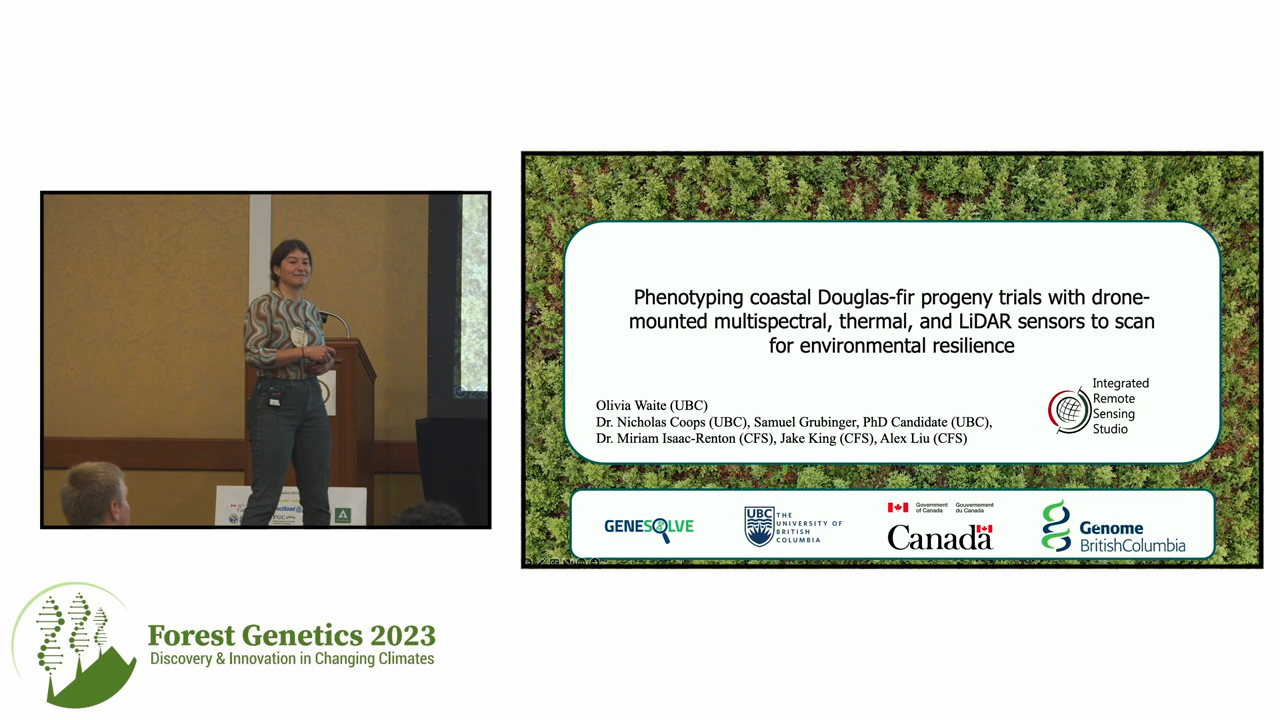 Phenotyping coastal Douglas-fir progeny trials with drone-
mounted multispectral, thermal, and LiDAR sensors to scan
for environmental resilience
Olivia Waite (UBC)
Dr. Nicholas Coops (UBC), Samuel Grubinger, PhD Candidate (UBC),
Dr. Miriam Isaac-Renton (CFS), Jake King (CFS), Alex Liu (CFS)
Integrated
Remote
Sensing
Studio
GENESOLVE
UBC
THE
UNIVERSITY OF
BRITISH
COLUMBIA
Government
of Canada
Gouvernement
du Canada
Canada
Genome
BritishColumbia
Forest Genetics 2023
Discovery & Innovation in Changing Climates